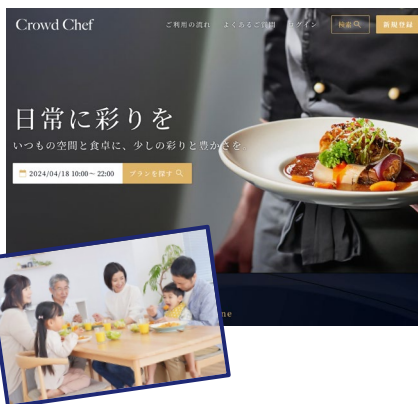 Crowd Chef
ご利用の流れ よくあるご質問 ログイン 検索 新規登録
日常に彩りを
いつもの空間と食卓に、少しの彩りと豊かさを
2024/04/18 10:00〜 22:00 プランを探す
ne